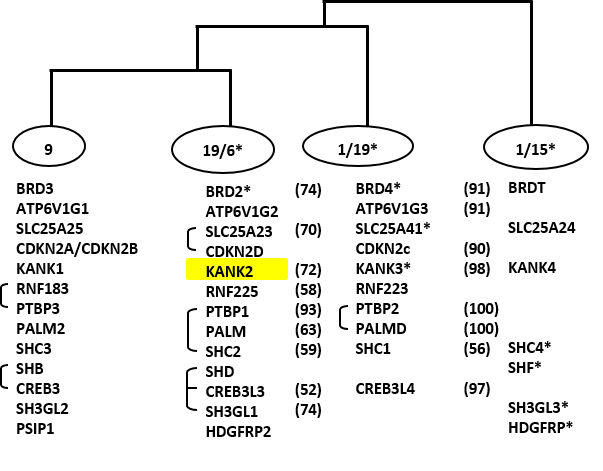 9 19/6* 1/19* 1/15*
BRD3 BRD2* (74) BRD4* (91) BRDT
ATP6V1G1 ATP6V1G2 ATP6V1G3 (91)
SLC25A25 SLC25A23 (70) SLC25A41* SLC25A24
CDKN2A/CDKN2B CDKN2D CDKN2c (90)
KANK1 KANK2 (72) KANK3* (98) KANK4
RNF183 RNF225 (58) RNF223
PTBP3 PTBP1 (93) PTBP2 (100)
PALM2 PALM (63) PALMD (100)
SHC3 SHC2 (59) SHC1 (56) SHC4*
SHB SHD SHF*
CREB3 CREB3L3 (52) CREB3L4 (97)
SH3GL2 SH3GL1 (74) SH3GL3*
PSIP1 HDGFRP2 HDGFRP*